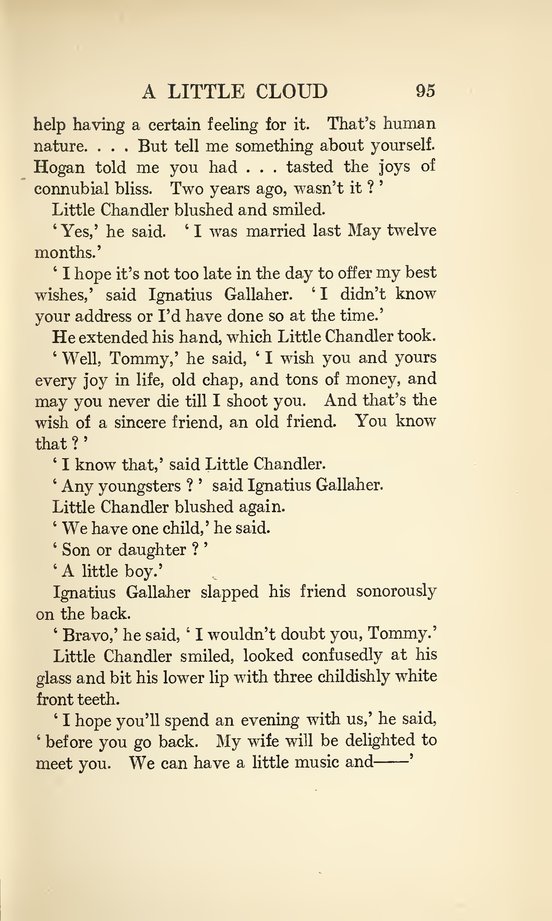 A LITTLE CLOUD 95
help having a certain feeling for it. That's human
nature. . . . But tell me something about yourself.
Hogan told me you had . . . tasted the joys of
connubial bliss. Two years ago, wasn't it ? '
Little Chandler blushed and smiled.
' Yes,' he said. ' I was married last May twelve
months.'
' I hope it's not too late in the day to offer my best
wishes,' said Ignatius Gallaher. ' I didn't know
your address or I'd have done so at the time.'
He extended his hand, which Little Chandler took.
' Well, Tommy,' he said, ' I wish you and yours
every joy in life, old chap, and tons of money, and
may you never die till I shoot you. And that's the
wish of a sincere friend, an old friend. You know
that ? '
' I know that,' said Little Chandler.
' Any youngsters ? ' said Ignatius Gallaher.
Little Chandler blushed again.
' We have one child,' he said.
' Son or daughter ? '
' A little boy.'
Ignatius Gallaher slapped his friend sonorously
on the back.
' Bravo,' he said, ' I wouldn't doubt you, Tommy.'
Little Chandler smiled, looked confusedly at his
glass and bit his lower lip with three childishly white
front teeth.
' I hope you'll spend an evening with us,' he said,
' before you go back. My wife will be delighted to
meet you. We can have a little music and——'